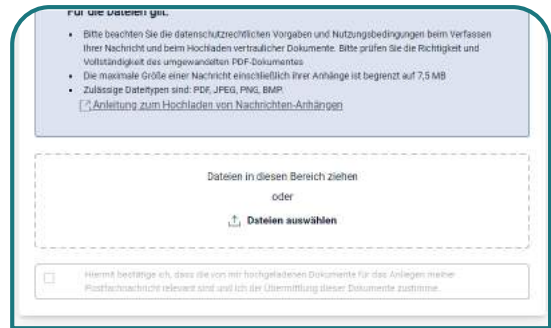 Für die Dateien gilt:
Bitte beachten Sie die datenschutzrechtlichen Vorgaben und Nutzungsbedingungen beim Verfassen
Ihrer Nachricht und beim Hochladen vertraulicher Dokumente. Bitte prüfen Sie die Richtigkeit und
Vollständigkeit des umgewandelten PDF-Dokumentes
Die maximale Größe einer Nachricht einschließlich ihrer Anhänge ist begrenzt auf 7,5 MB
Zulässige Dateitypen sind: PDF, JPEG, PNG, BMP.
Anleitung zum Hochladen von Nachrichten-Anhängen
Dateien in diesen Bereich ziehen
oder
Dateien auswählen
Hiermit bestätige ich, dass die von mir hochgeladenen Dokumente für das Anliegen meiner
Postfachnachricht relevant sind und ich der Übermittlung dieser Dokumente zustimme.